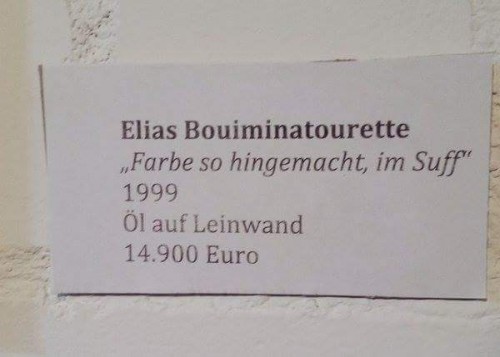 Elias Bouiminatourette
„Farbe so hingemacht, im Suff“
1999
Öl auf Leinwand
14.900 Euro